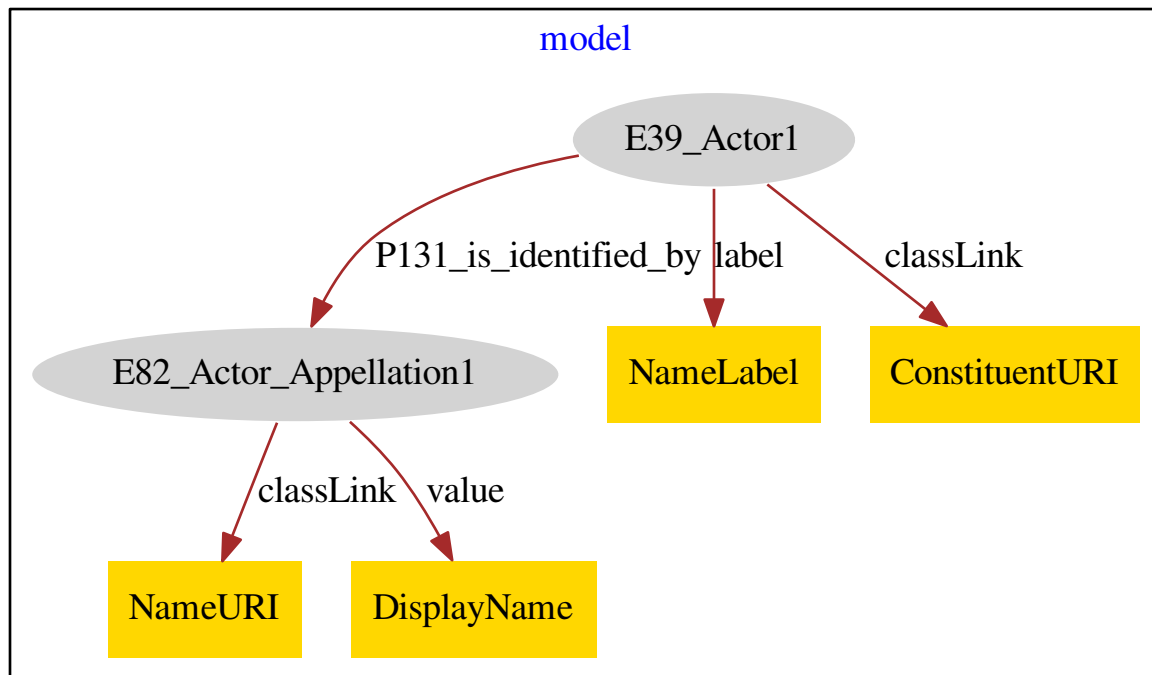 model
E39_Actor1
P131_is_identified_by
label
classLink
E82_Actor_Appellation1
NameLabel
ConstituentURI
classLink
value
NameURI
DisplayName